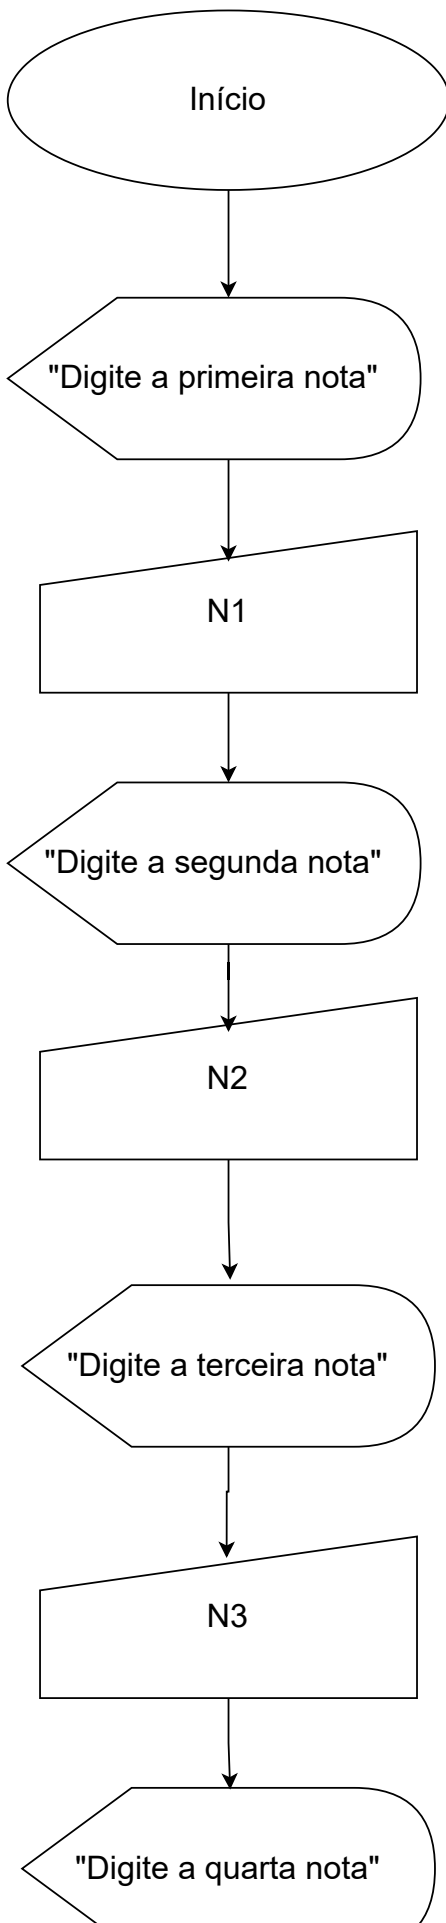 Início
"Digite a primeira nota"
N1
"Digite a segunda nota"
N2
"Digite a terceira nota"
N3
"Digite a quarta nota"